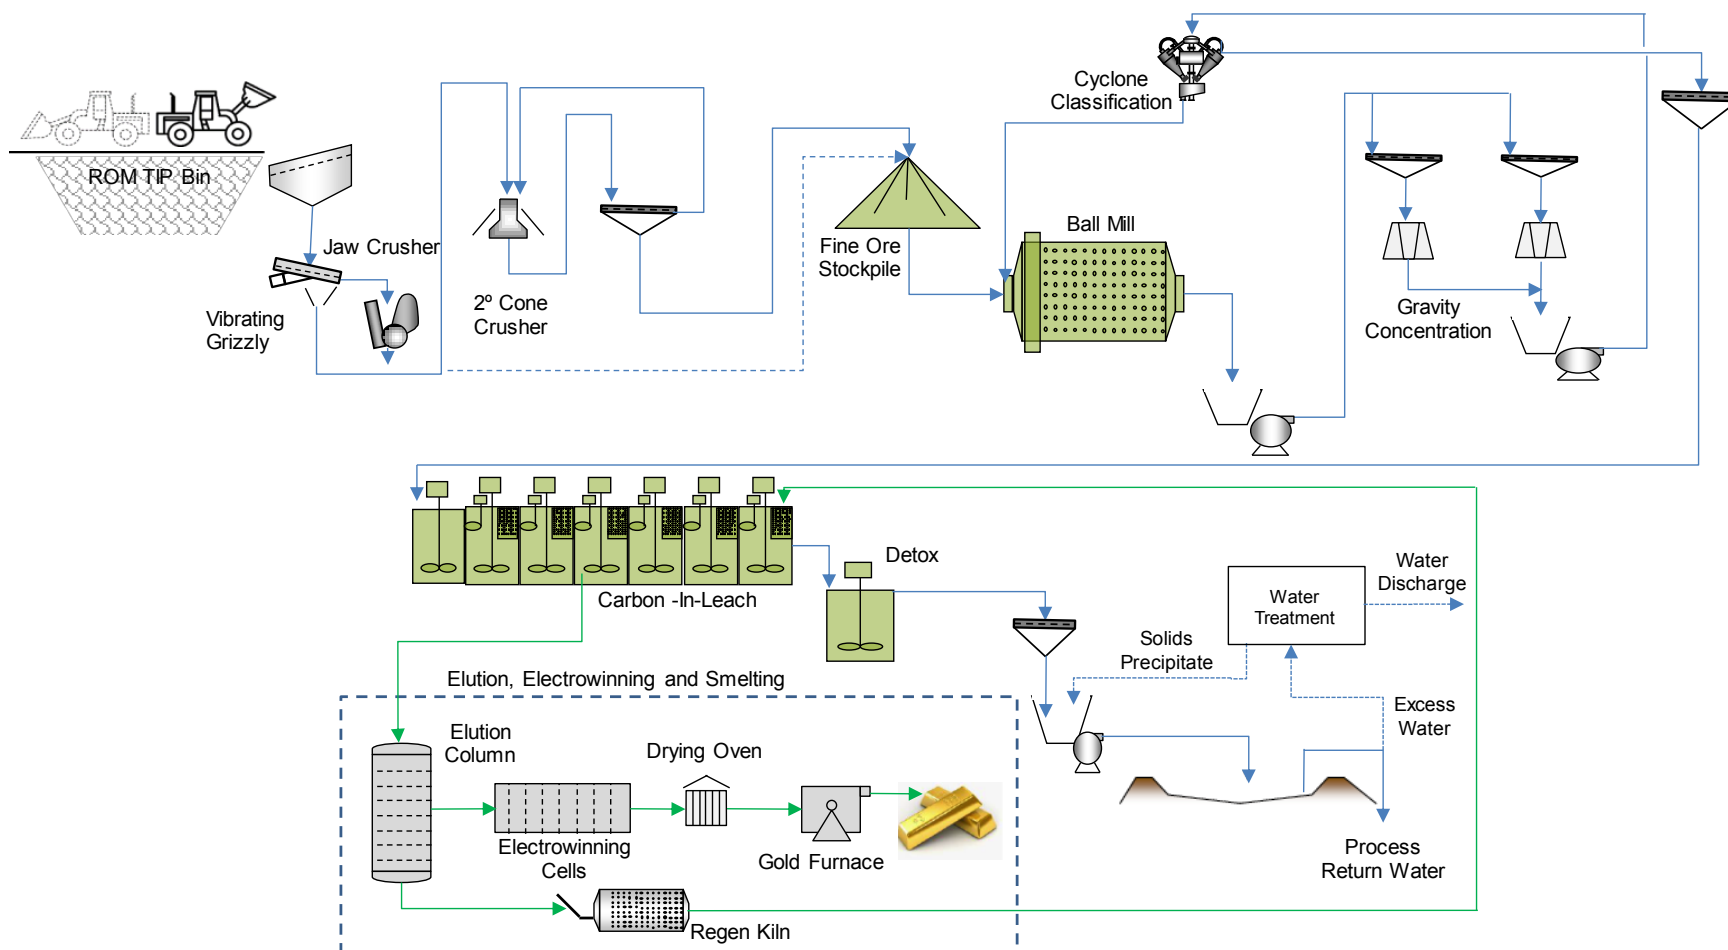 Cyclone
Classification
ROM TIP Bin
Jaw Crusher
Vibrating
Grizzly
2º Cone
Crusher
Fine Ore
Stockpile
Ball Mill
Gravity
Concentration
Carbon -In-Leach
Detox
Water
Discharge
Water
Treatment
Solids
Precipitate
Excess
Water
Elution, Electrowinning and Smelting
Elution
Column
Drying Oven
Electrowinning
Cells
Gold Furnace
Regen Kiln
Process
Return Water